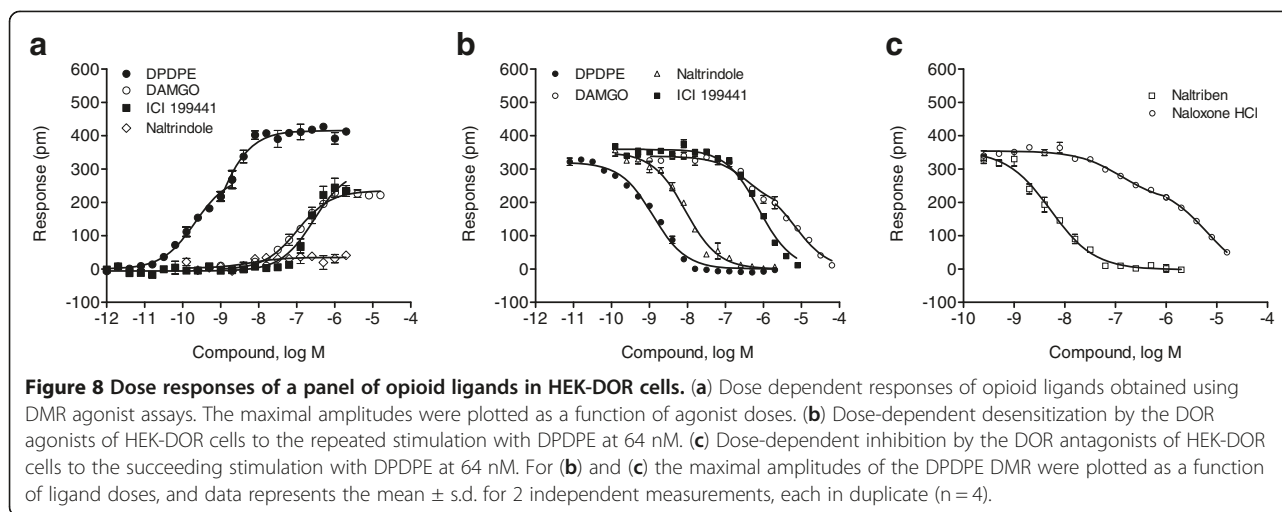 a
600
500
400
300
200
100
0
-100
Response (pm)
DPDPE
DAMGO
ICI 199441
Naltrindole
-12 -11 -10 -9 -8 -7 -6 -5 -4
Compound, log M
b
600
500
400
300
200
100
0
-100
Response (pm)
DPDPE Naltrindole
DAMGO ICI 199441
-12 -11 -10 -9 -8 -7 -6 -5 -4
Compound, log M
c
600
500
400
300
200
100
0
-100
Response (pm)
Naltriben
Naloxone HCl
-10 -9 -8 -7 -6 -5 -4
Compound, log M
Figure 8 Dose responses of a panel of opioid ligands in HEK-DOR cells. (a) Dose dependent responses of opioid ligands obtained using
DMR agonist assays. The maximal amplitudes were plotted as a function of agonist doses. (b) Dose-dependent desensitization by the DOR
agonists of HEK-DOR cells to the repeated stimulation with DPDPE at 64 nM. (c) Dose-dependent inhibition by the DOR antagonists of HEK-DOR
cells to the succeeding stimulation with DPDPE at 64 nM. For (b) and (c) the maximal amplitudes of the DPDPE DMR were plotted as a function
of ligand doses, and data represents the mean ± s.d. for 2 independent measurements, each in duplicate (n = 4).